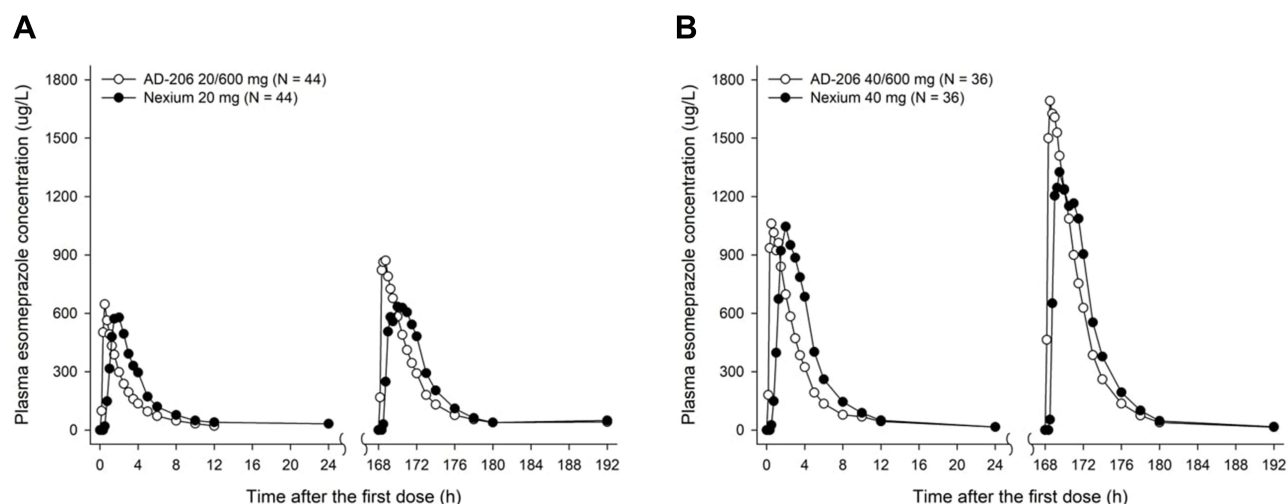 A
AD-206 20/600 mg (N = 44)
Nexium 20 mg (N = 44)
Plasma esomeprazole concentration (ug/L)
1800
1500
1200
900
600
300
0
0 4 8 12 16 20 24 168 172 176 180 184 188 192
Time after the first dose (h)
B
AD-206 40/600 mg (N = 36)
Nexium 40 mg (N = 36)
Plasma esomeprazole concentration (ug/L)
1800
1500
1200
900
600
300
0
0 4 8 12 16 20 24 168 172 176 180 184 188 192
Time after the first dose (h)